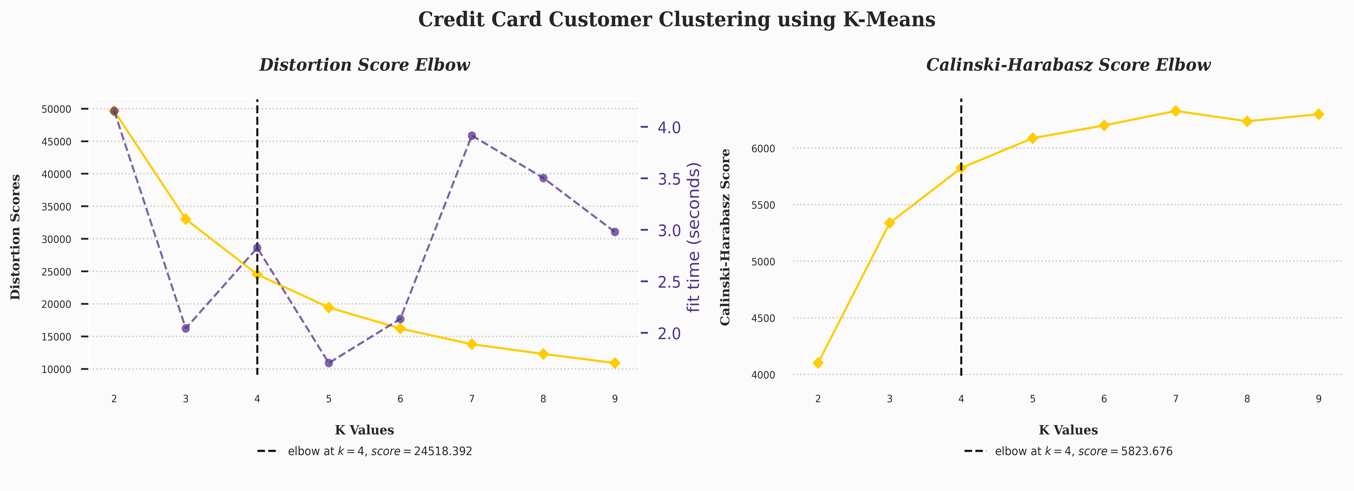 Credit Card Customer Clustering using K-Means
Distortion Score Elbow
Distortion Scores
50000
45000
40000
35000
30000
25000
20000
15000
10000
4.0
3.5
3.0
2.5
2.0
fit time (seconds)
2 3 4 5 6 7 8 9
K Values
elbow at k = 4, score = 24518.392
Calinski-Harabasz Score Elbow
Calinski-Harabasz Score
6000
5500
5000
4500
4000
2 3 4 5 6 7 8 9
K Values
elbow at k = 4, score = 5823.676